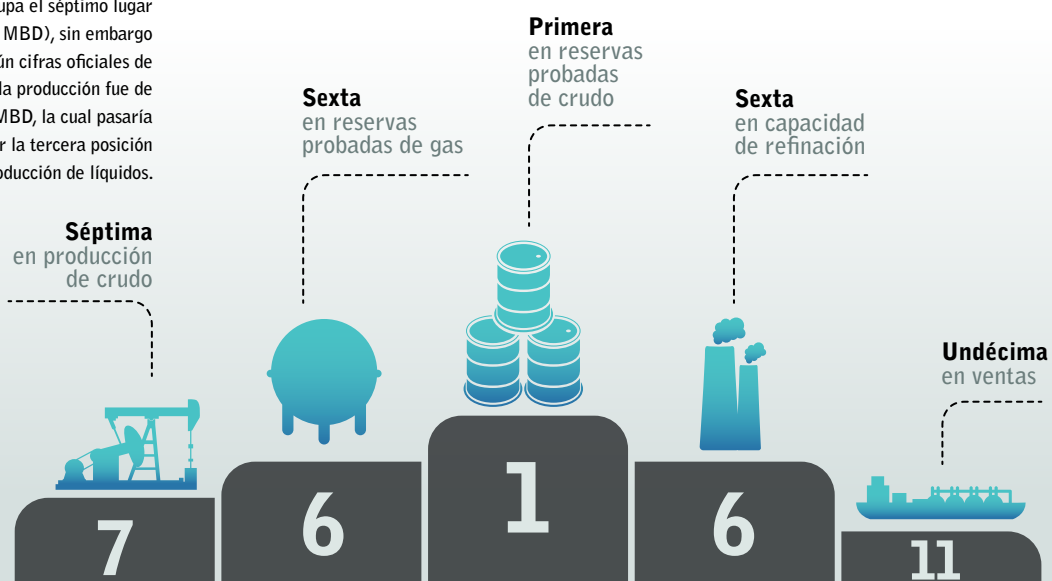 upa el séptimo lugar
MBD), sin embargo
ún cifras oficiales de
la producción fue de
MBD, la cual pasaría
r la tercera posición
oducción de líquidos.
Séptima
en producción
de crudo
Sexta
en reservas
probadas de gas
Primera
en reservas
probadas
de crudo
Sexta
en capacidad
de refinación
Undécima
en ventas
7
6
1
6
11